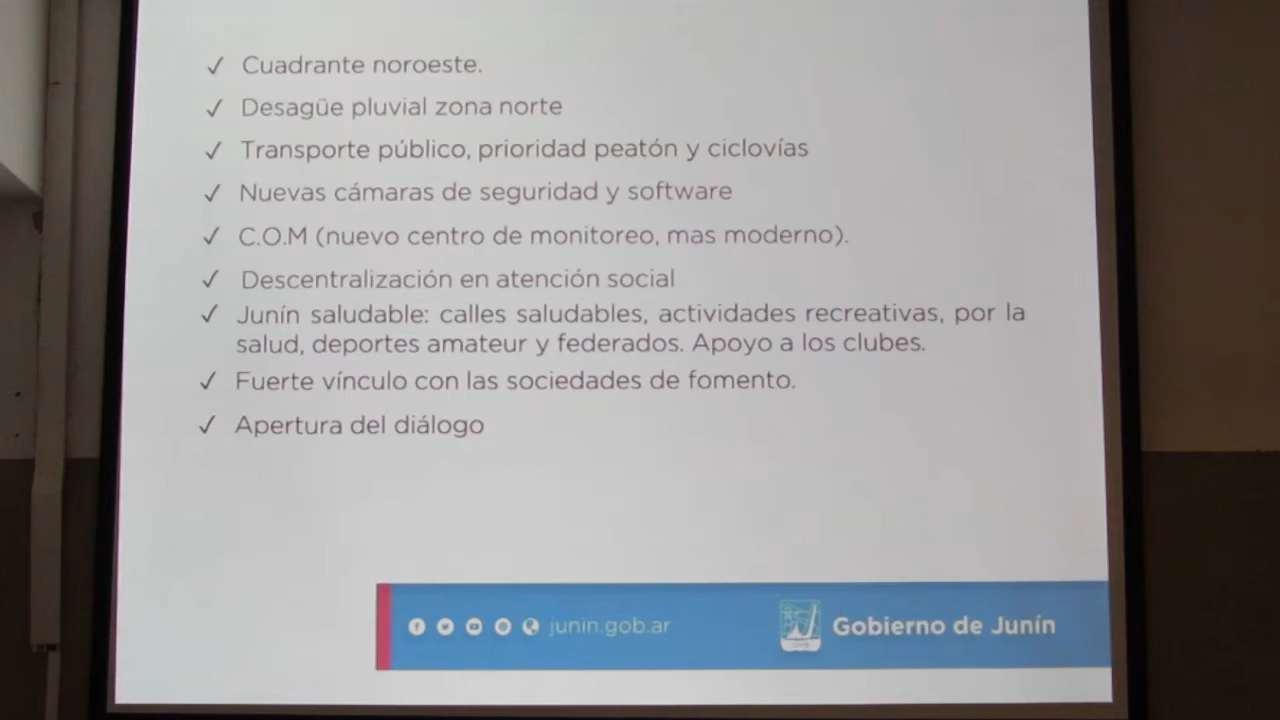 ✓ Cuadrante noroeste.
✓ Desagüe pluvial zona norte
✓ Transporte público, prioridad peatón y ciclovías
✓ Nuevas cámaras de seguridad y software
✓ C.O.M (nuevo centro de monitoreo, mas moderno).
✓ Descentralización en atención social
✓ Junín saludable: calles saludables, actividades recreativas, por la
salud, deportes amateur y federados. Apoyo a los clubes.
✓ Fuerte vínculo con las sociedades de fomento.
✓ Apertura del diálogo
junin.gob.ar
Gobierno de Junín